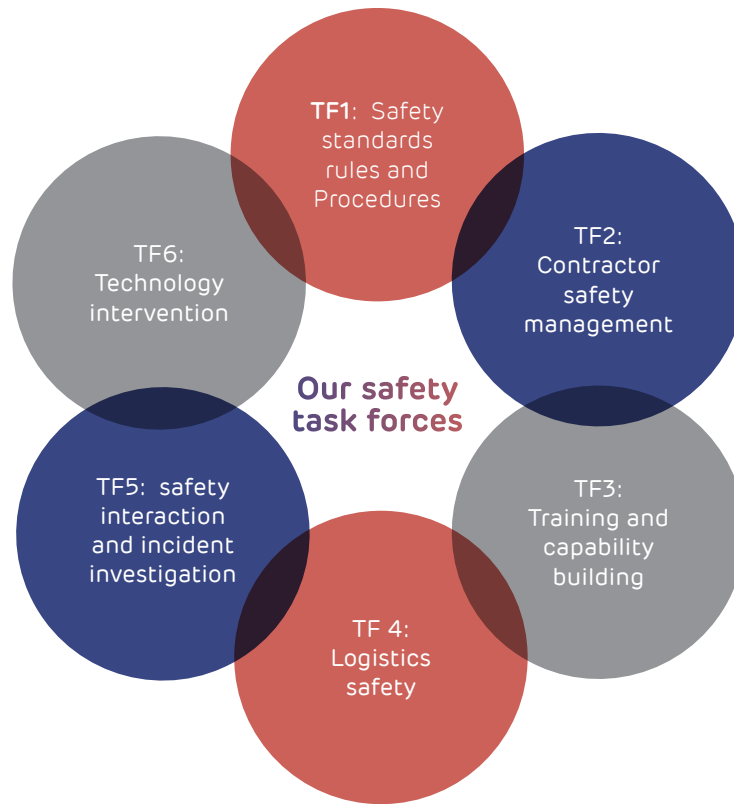 TF1: Safety
standards
rules and
Procedures
TF2:
Contractor
safety
management
TF3:
Training and
capability
building
TF 4:
Logistics
safety
TF5: safety
interaction
and incident
investigation
TF6:
Technology
intervention
Our safety
task forces